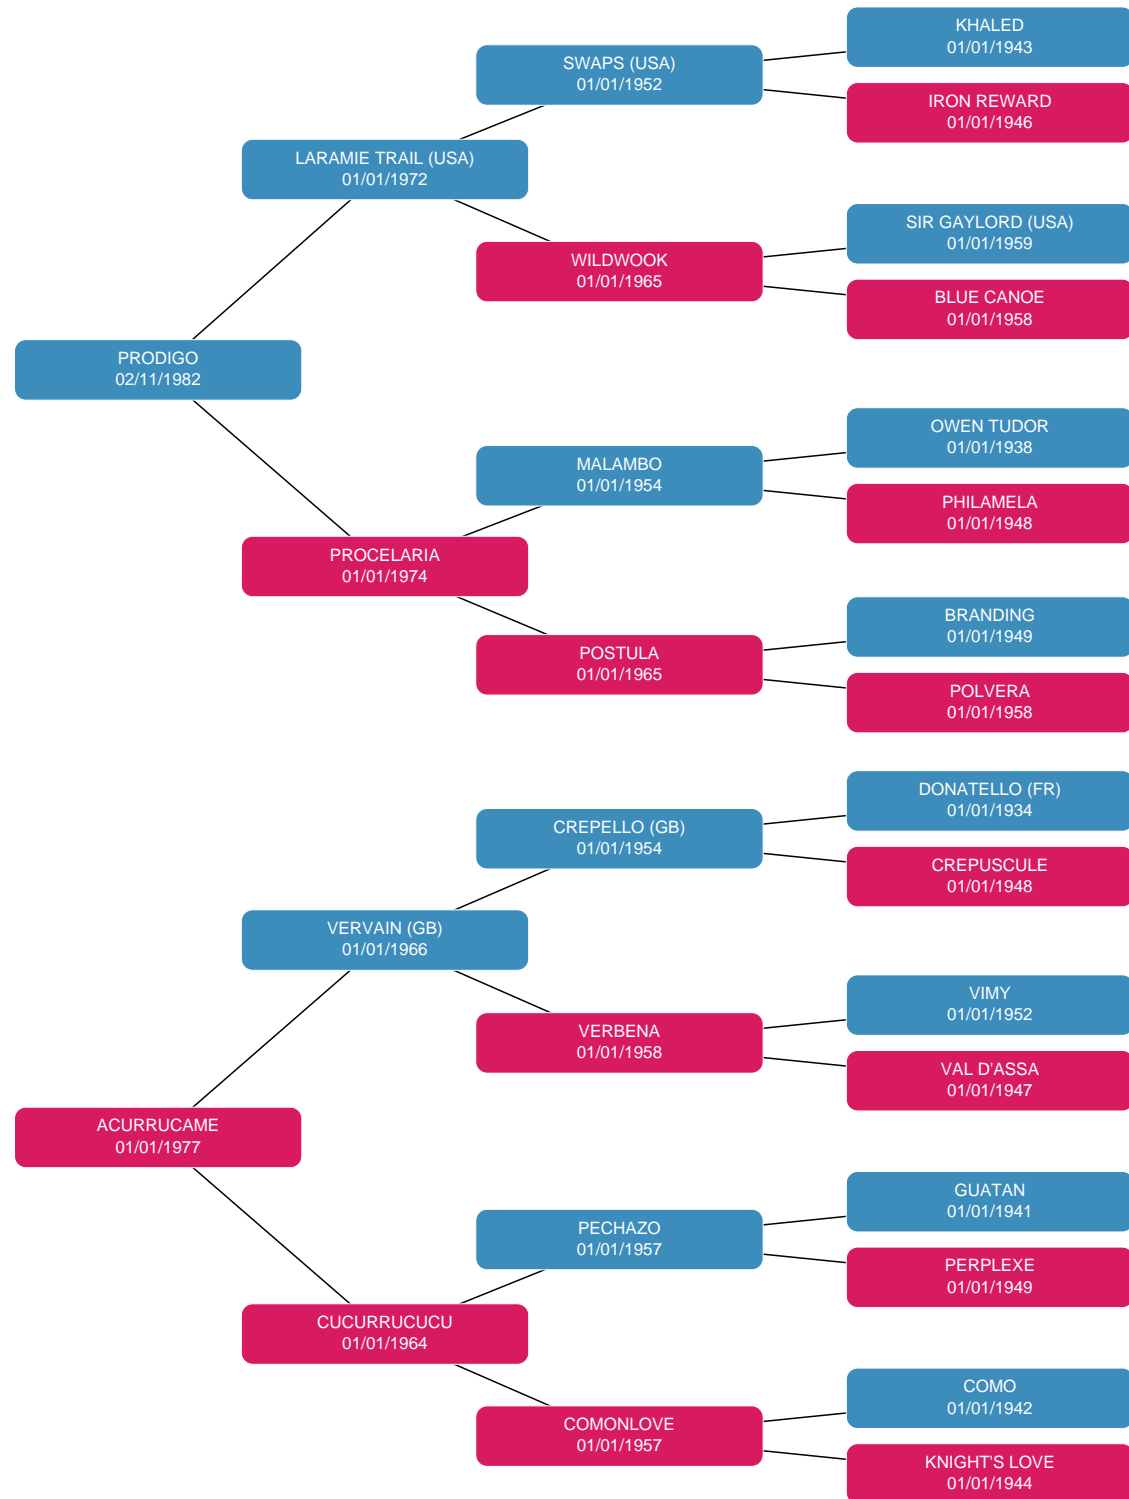 KHALED
01/01/1943
SWAPS (USA)
01/01/1952
IRON REWARD
01/01/1946
LARAMIE TRAIL (USA)
01/01/1972
SIR GAYLORD (USA)
01/01/1959
WILDWOOK
01/01/1965
BLUE CANOE
01/01/1958
PRODIGO
02/11/1982
OWEN TUDOR
01/01/1938
MALAMBO
01/01/1954
PHILAMELA
01/01/1948
PROCELARIA
01/01/1974
BRANDING
01/01/1949
POSTULA
01/01/1965
POLVERA
01/01/1958
DONATELLO (FR)
01/01/1934
CREPELLO (GB)
01/01/1954
CREPUSCULE
01/01/1948
VERVAIN (GB)
01/01/1966
VIMY
01/01/1952
VERBENA
01/01/1958
VAL D'ASSA
01/01/1947
ACURRUCAME
01/01/1977
GUATAN
01/01/1941
PECHAZO
01/01/1957
PERPLEXE
01/01/1949
CUCURRUCUCU
01/01/1964
COMO
01/01/1942
COMONLOVE
01/01/1957
KNIGHT'S LOVE
01/01/1944